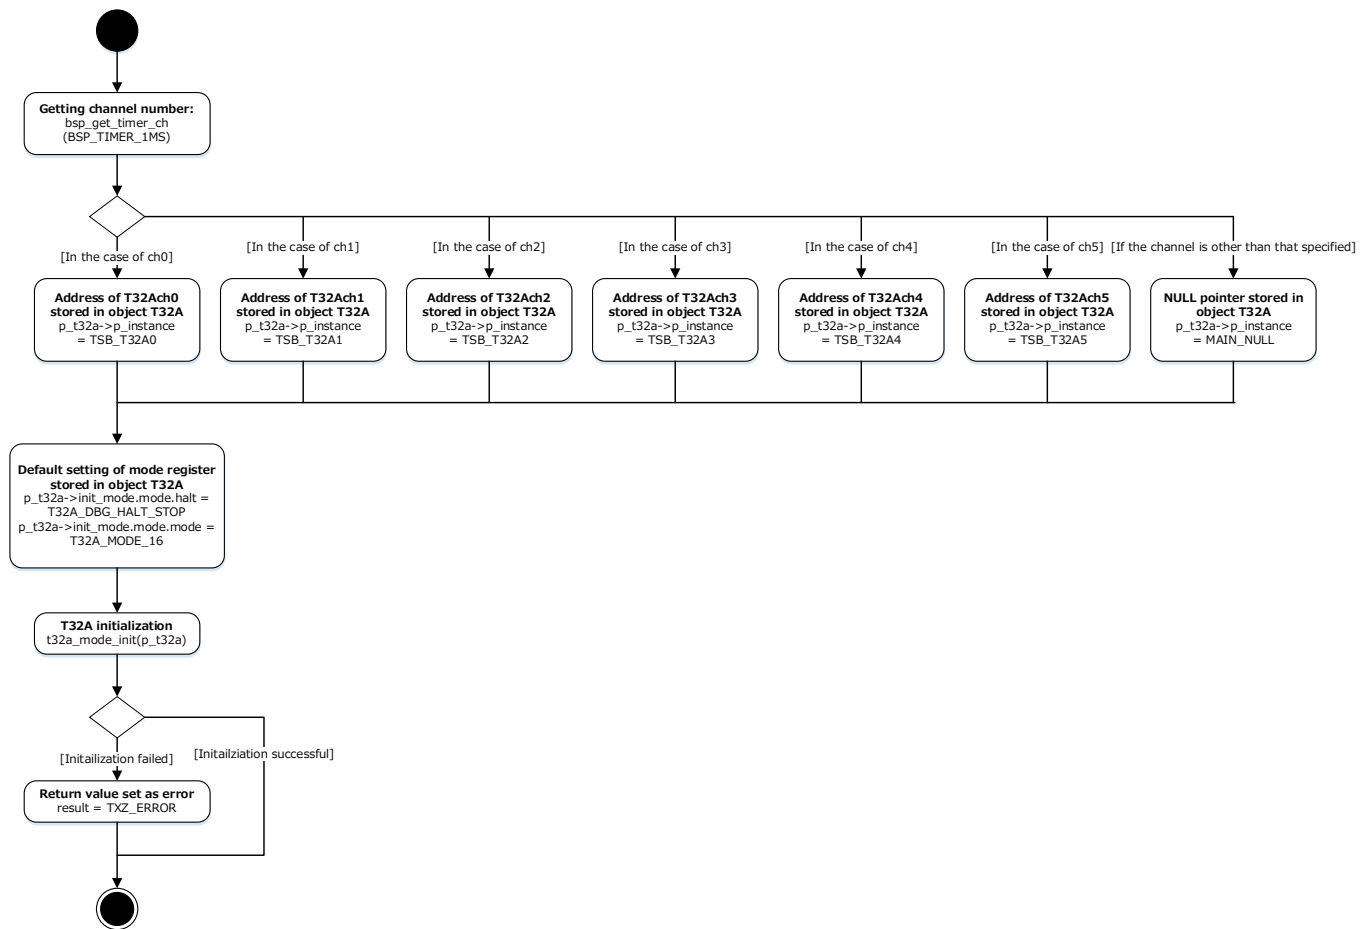 Getting channel number:
bsp_get_timer_ch
(BSP_TIMER_1MS)
[In the case of ch0]
[In the case of ch1]
[In the case of ch2]
[In the case of ch3]
[In the case of ch4]
[In the case of ch5]
[If the channel is other than that specified]
Address of T32Ach0
stored in object T32A
p_t32a->p_instance
= TSB_T32A0
Address of T32Ach1
stored in object T32A
p_t32a->p_instance
= TSB_T32A1
Address of T32Ach2
stored in object T32A
p_t32a->p_instance
= TSB_T32A2
Address of T32Ach3
stored in object T32A
p_t32a->p_instance
= TSB_T32A3
Address of T32Ach4
stored in object T32A
p_t32a->p_instance
= TSB_T32A4
Address of T32Ach5
stored in object T32A
p_t32a->p_instance
= TSB_T32A5
NULL pointer stored in
object T32A
p_t32a->p_instance
= MAIN_NULL
Default setting of mode register
stored in object T32A
p_t32a->init_mode.mode.halt =
T32A_DBG_HALT_STOP
p_t32a->init_mode.mode.mode =
T32A_MODE_16
T32A initialization
t32a_mode_init(p_t32a)
[Initailization failed]
[Initailziation successful]
Return value set as error
result = TXZ_ERROR